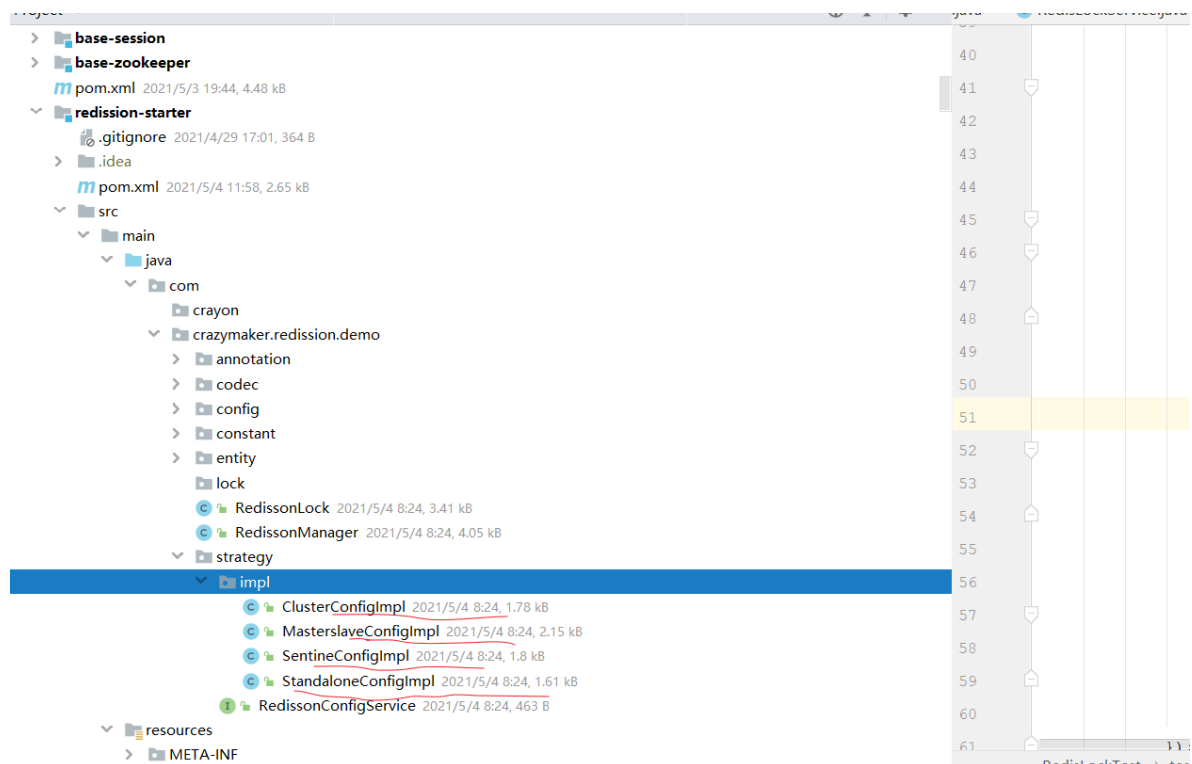 base-session
base-zookeeper
pom.xml 2021/5/3 19:44, 4.48 kB
40
41
redission-starter
.gitignore 2021/4/29 17:01, 364 B
42
.idea
43
pom.xml 2021/5/4 11:58, 2.65 kB
44
src
45
main
46
java
com
47
crayon
48
crazymaker.redission.demo
49
annotation
codec
50
config
51
constant
52
entity
lock
53
RedissonLock 2021/5/4 8:24, 3.41 kB
54
RedissonManager 2021/5/4 8:24, 4.05 kB
55
strategy
56
impl
ClusterConfigImpl 2021/5/4 8:24, 1.78 kB
57
MasterslaveConfigImpl 2021/5/4 8:24, 2.15 kB
58
SentineConfigImpl 2021/5/4 8:24, 1.8 kB
59
StandaloneConfigImpl 2021/5/4 8:24, 1.61 kB
RedissonConfigService 2021/5/4 8:24, 463 B
60
resources
61
})
META-INF